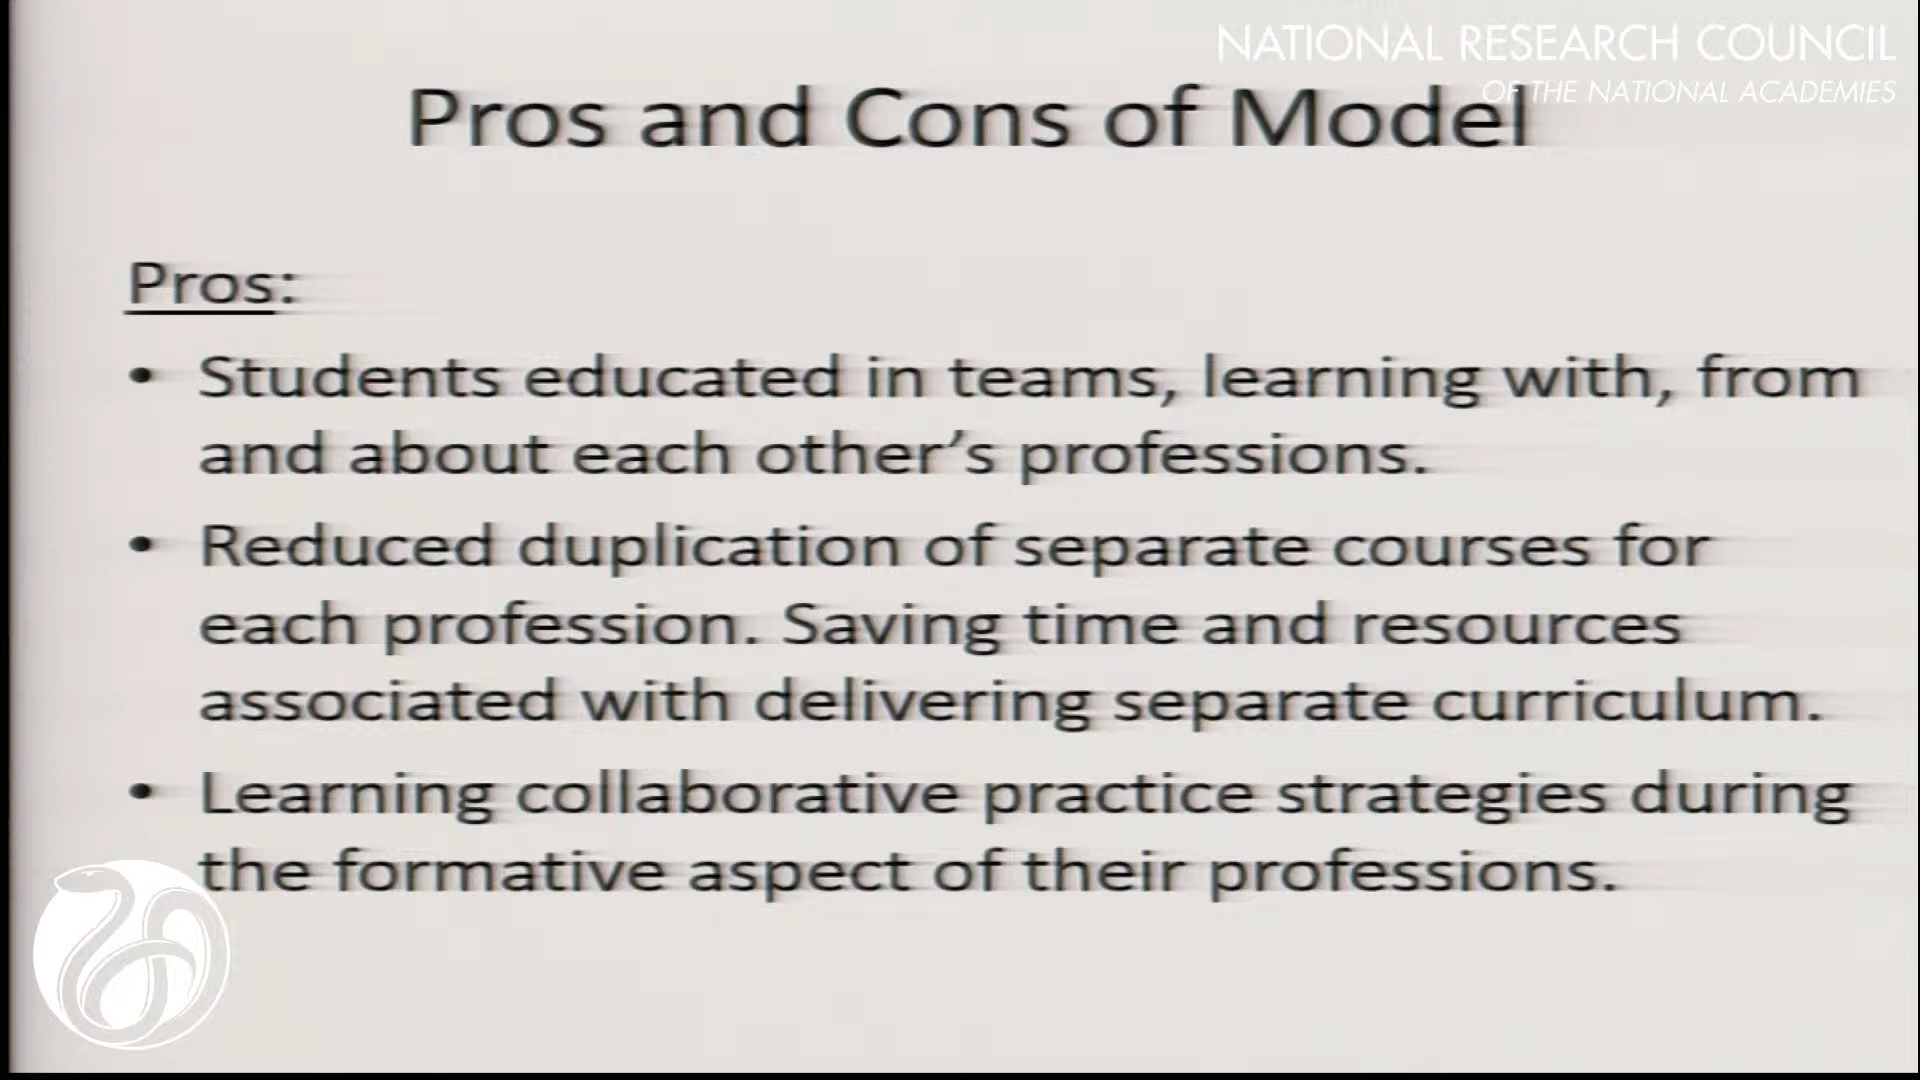 NATIONAL RESEARCH COUNCIL
OF THE NATIONAL ACADEMIES
Pros and Cons of Model
Pros:
• Students educated in teams, learning with, from
and about each other's professions.
• Reduced duplication of separate courses for
each profession. Saving time and resources
associated with delivering separate curriculum.
• Learning collaborative practice strategies during
the formative aspect of their professions.